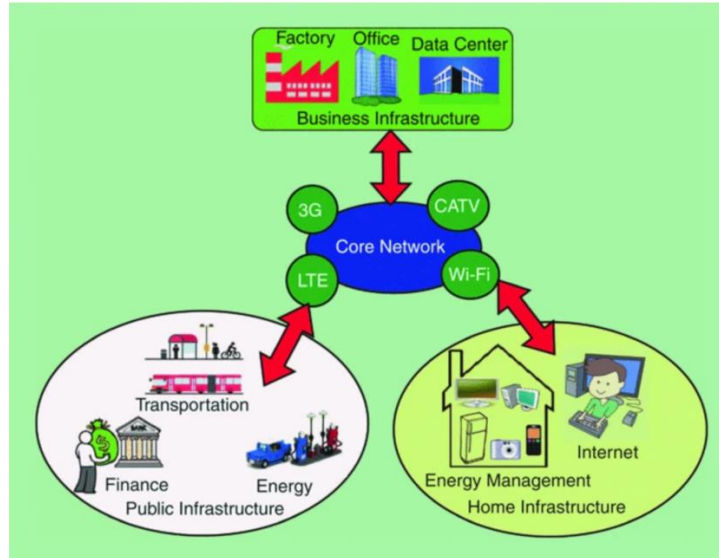 Factory Office Data Center
Business Infrastructure
3G CATV
Core Network
LTE Wi-Fi
Transportation
BANK
Finance Energy
Public Infrastructure
Internet
Energy Management
Home Infrastructure